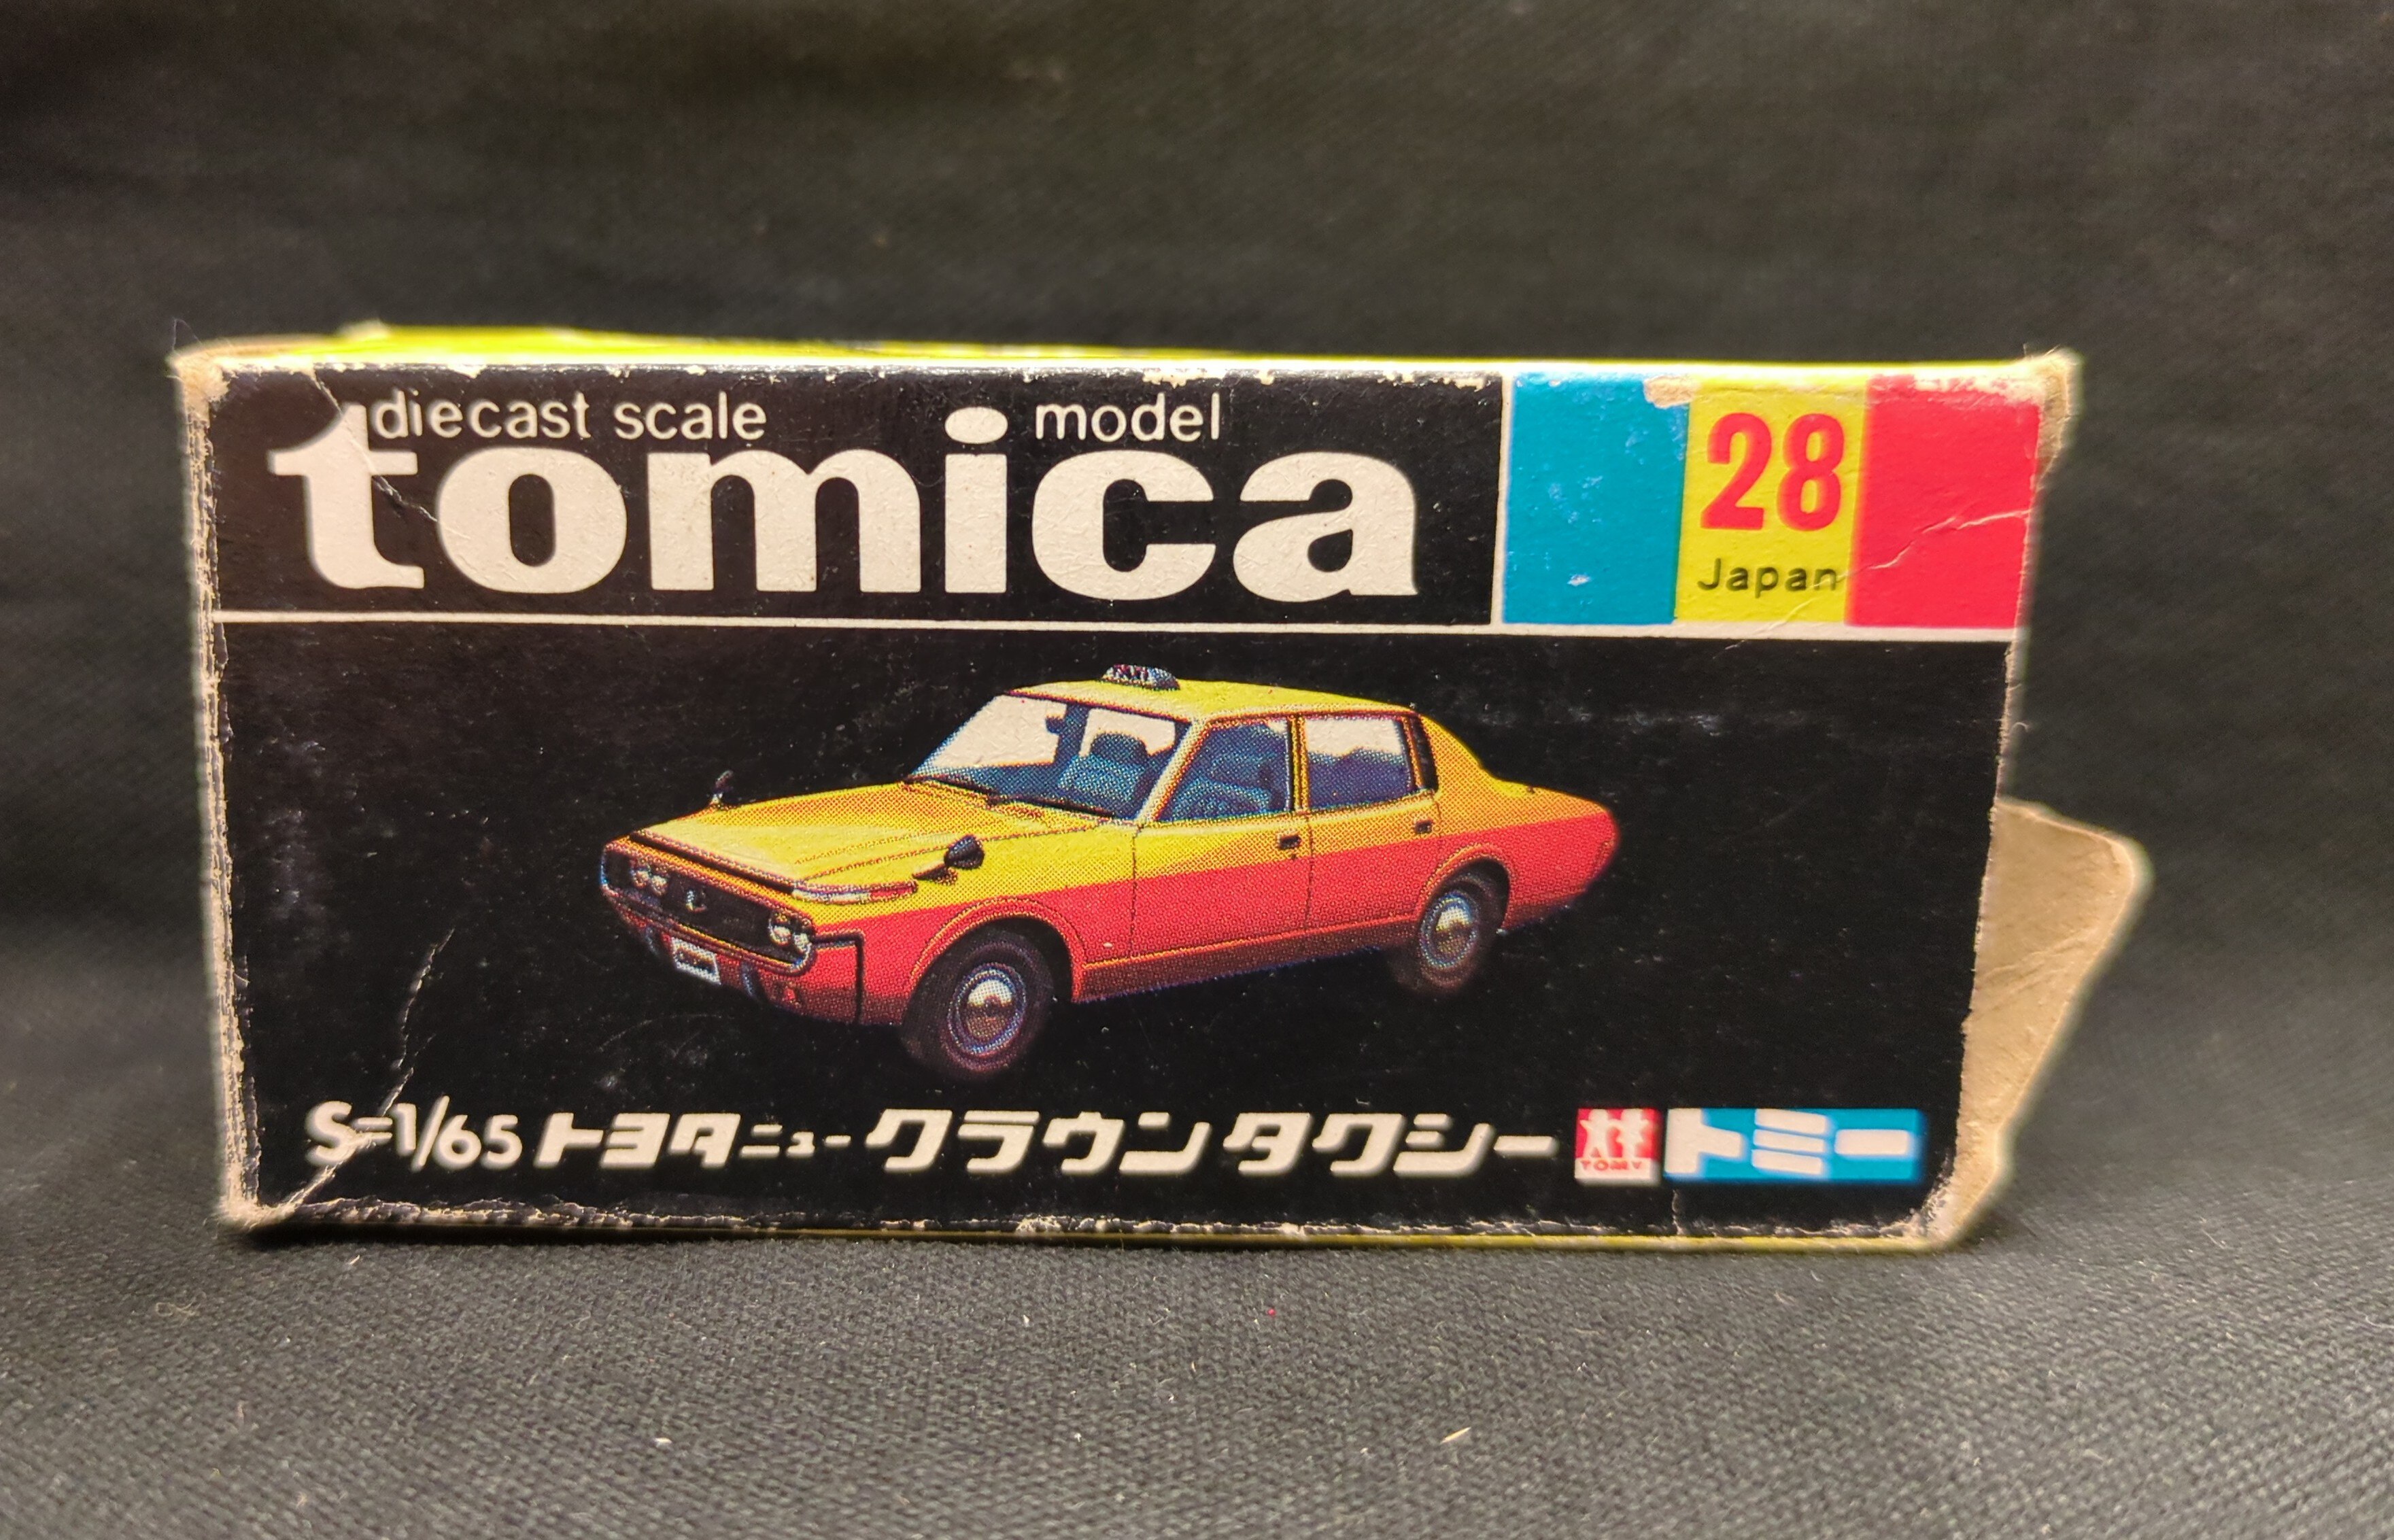 diecast scale model
tomica
28
Japan
S=1/65 トヨタニュークラウンタクシー
TOMY
トミー